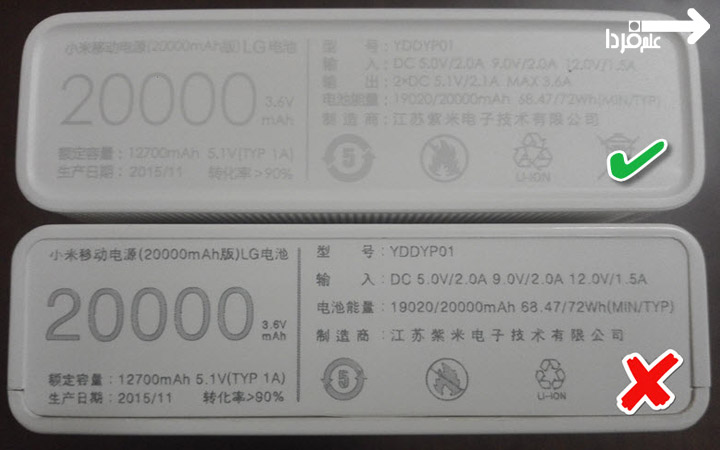 علم فردا
小米移动电源(20000mAh版)LG电池
20000 3.6V mAh
额定容量：12700mAh 5.1V(TYP 1A)
生产日期：2015/11 转化率>90%
型 号：YDDYP01
输 入：DC 5.0V/2.0A 9.0V/2.0A 12.0V/1.5A
输 出：2×DC 5.1V/2.1A MAX 3.6A
电池能量：19020/20000mAh 68.47/72Wh(MIN/TYP)
制造商：江苏紫米电子技术有限公司
5
LI-ION
小米移动电源(20000mAh版)LG电池
20000 3.6V mAh
额定容量：12700mAh 5.1V(TYP 1A)
生产日期：2015/11 转化率>90%
型 号：YDDYP01
输 入：DC 5.0V/2.0A 9.0V/2.0A 12.0V/1.5A
电池能量：19020/20000mAh 68.47/72Wh(MIN/TYP)
制造商：江苏紫米电子技术有限公司
5
LI-ION